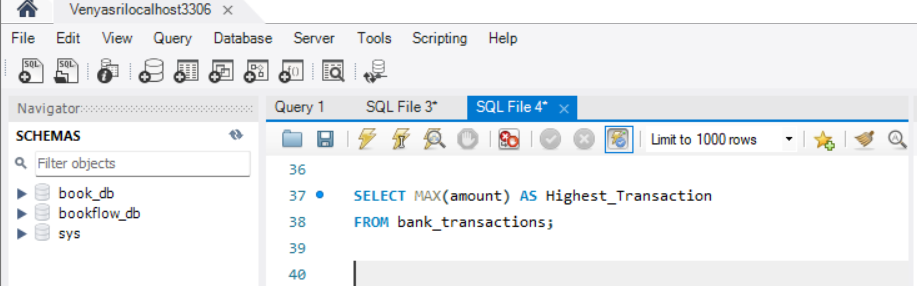 Venyasrilocalhost3306 ×
File Edit View Query Database Server Tools Scripting Help
SQL SQL
Navigator
Query 1 SQL File 3* SQL File 4* ×
SCHEMAS
Limit to 1000 rows
Filter objects
book_db
bookflow_db
sys
36
37 SELECT MAX(amount) AS Highest_Transaction
38 FROM bank_transactions;
39
40